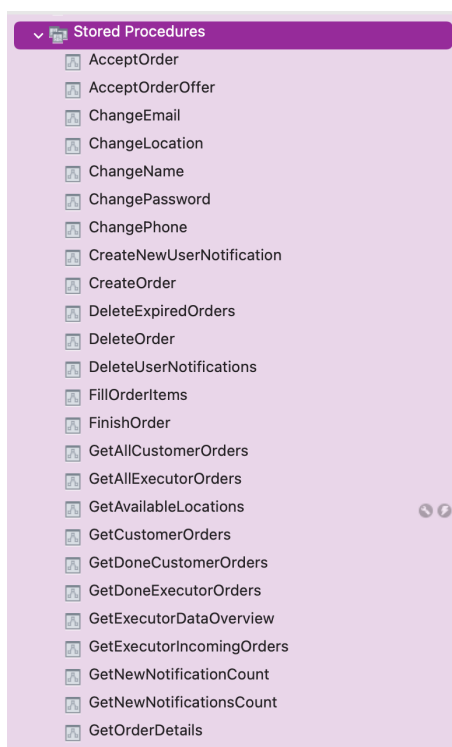 Stored Procedures
AcceptOrder
AcceptOrderOffer
ChangeEmail
ChangeLocation
ChangeName
ChangePassword
ChangePhone
CreateNewUserNotification
CreateOrder
DeleteExpiredOrders
DeleteOrder
DeleteUserNotifications
FillOrderItems
FinishOrder
GetAllCustomerOrders
GetAllExecutorOrders
GetAvailableLocations
GetCustomerOrders
GetDoneCustomerOrders
GetDoneExecutorOrders
GetExecutorDataOverview
GetExecutorIncomingOrders
GetNewNotificationCount
GetNewNotificationsCount
GetOrderDetails